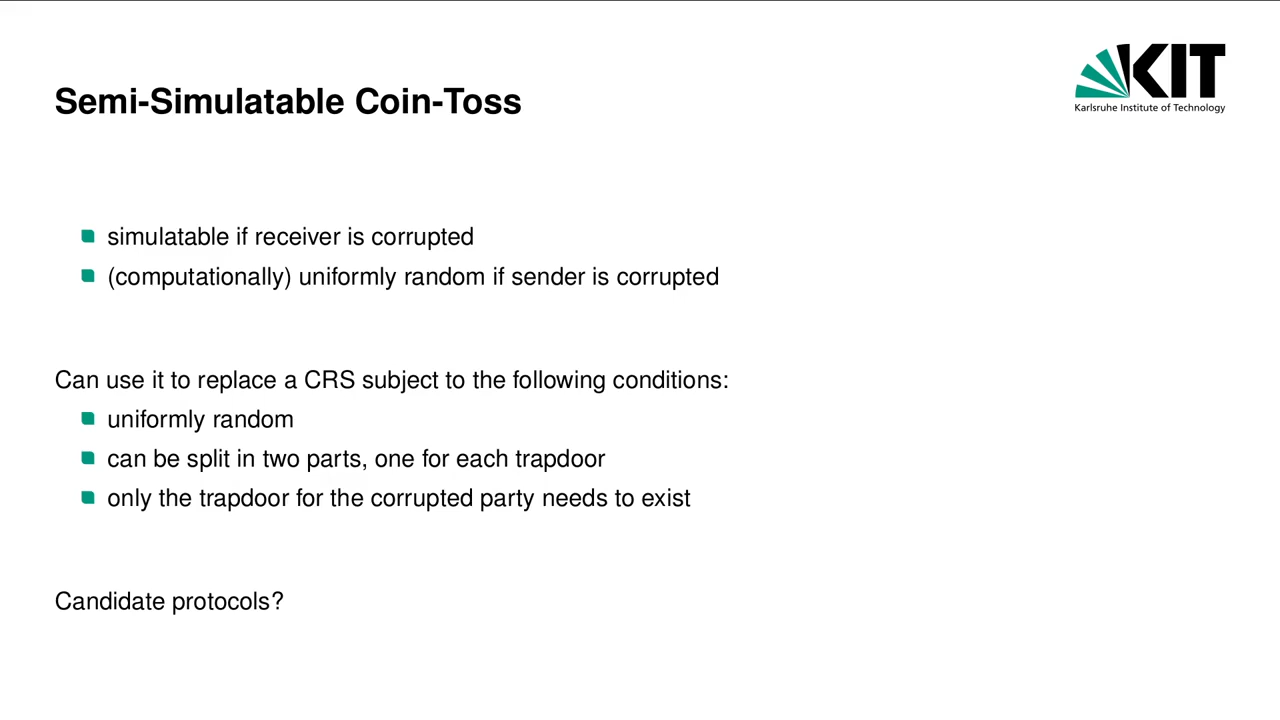 Semi-Simulatable Coin-Toss
KIT
Karlsruhe Institute of Technology
simulatable if receiver is corrupted
(computationally) uniformly random if sender is corrupted
Can use it to replace a CRS subject to the following conditions:
uniformly random
can be split in two parts, one for each trapdoor
only the trapdoor for the corrupted party needs to exist
Candidate protocols?